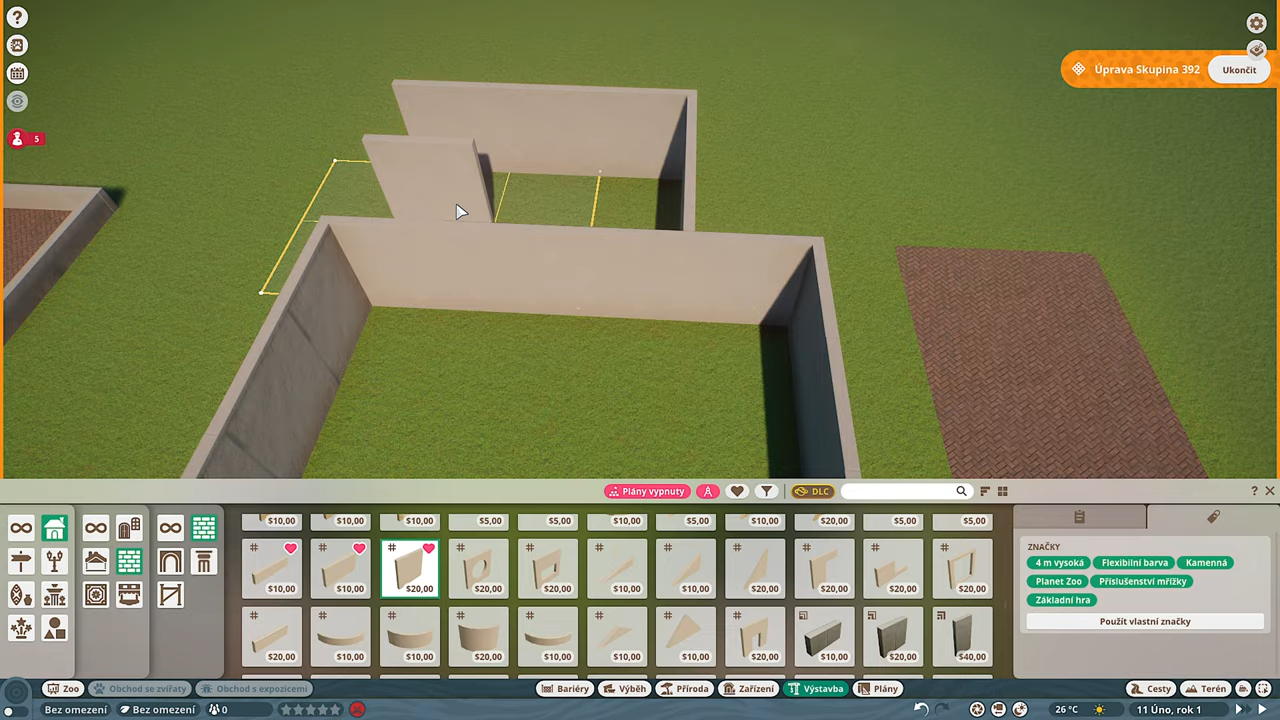 ?
Úprava Skupina 392
Ukončit
5
Plány vypnuty
DLC
? ×
$10,00 $10,00 $10,00 $5,00 $5,00 $10,00 $5,00 $10,00 $20,00 $5,00 $5,00
$10,00 $10,00 $20,00 $20,00 $20,00 $10,00 $10,00 $20,00 $10,00 $20,00 $10,00
$20,00 $10,00 $10,00 $20,00 $10,00 $10,00 $10,00 $20,00 $10,00 $20,00 $40,00
ZNAČKY
4 m vysoká
Flexibilní barva
Kamenná
Planet Zoo
Příslušenství mřížky
Základní hra
Použít vlastní značky
Zoo
Obchod se zvířaty
Obchod s expozicemi
Bariéry
Výběh
Příroda
Zařízení
Výstavba
Plány
Cesty
Terén
Bez omezení
Bez omezení
0
26 °C
11 Úno, rok 1